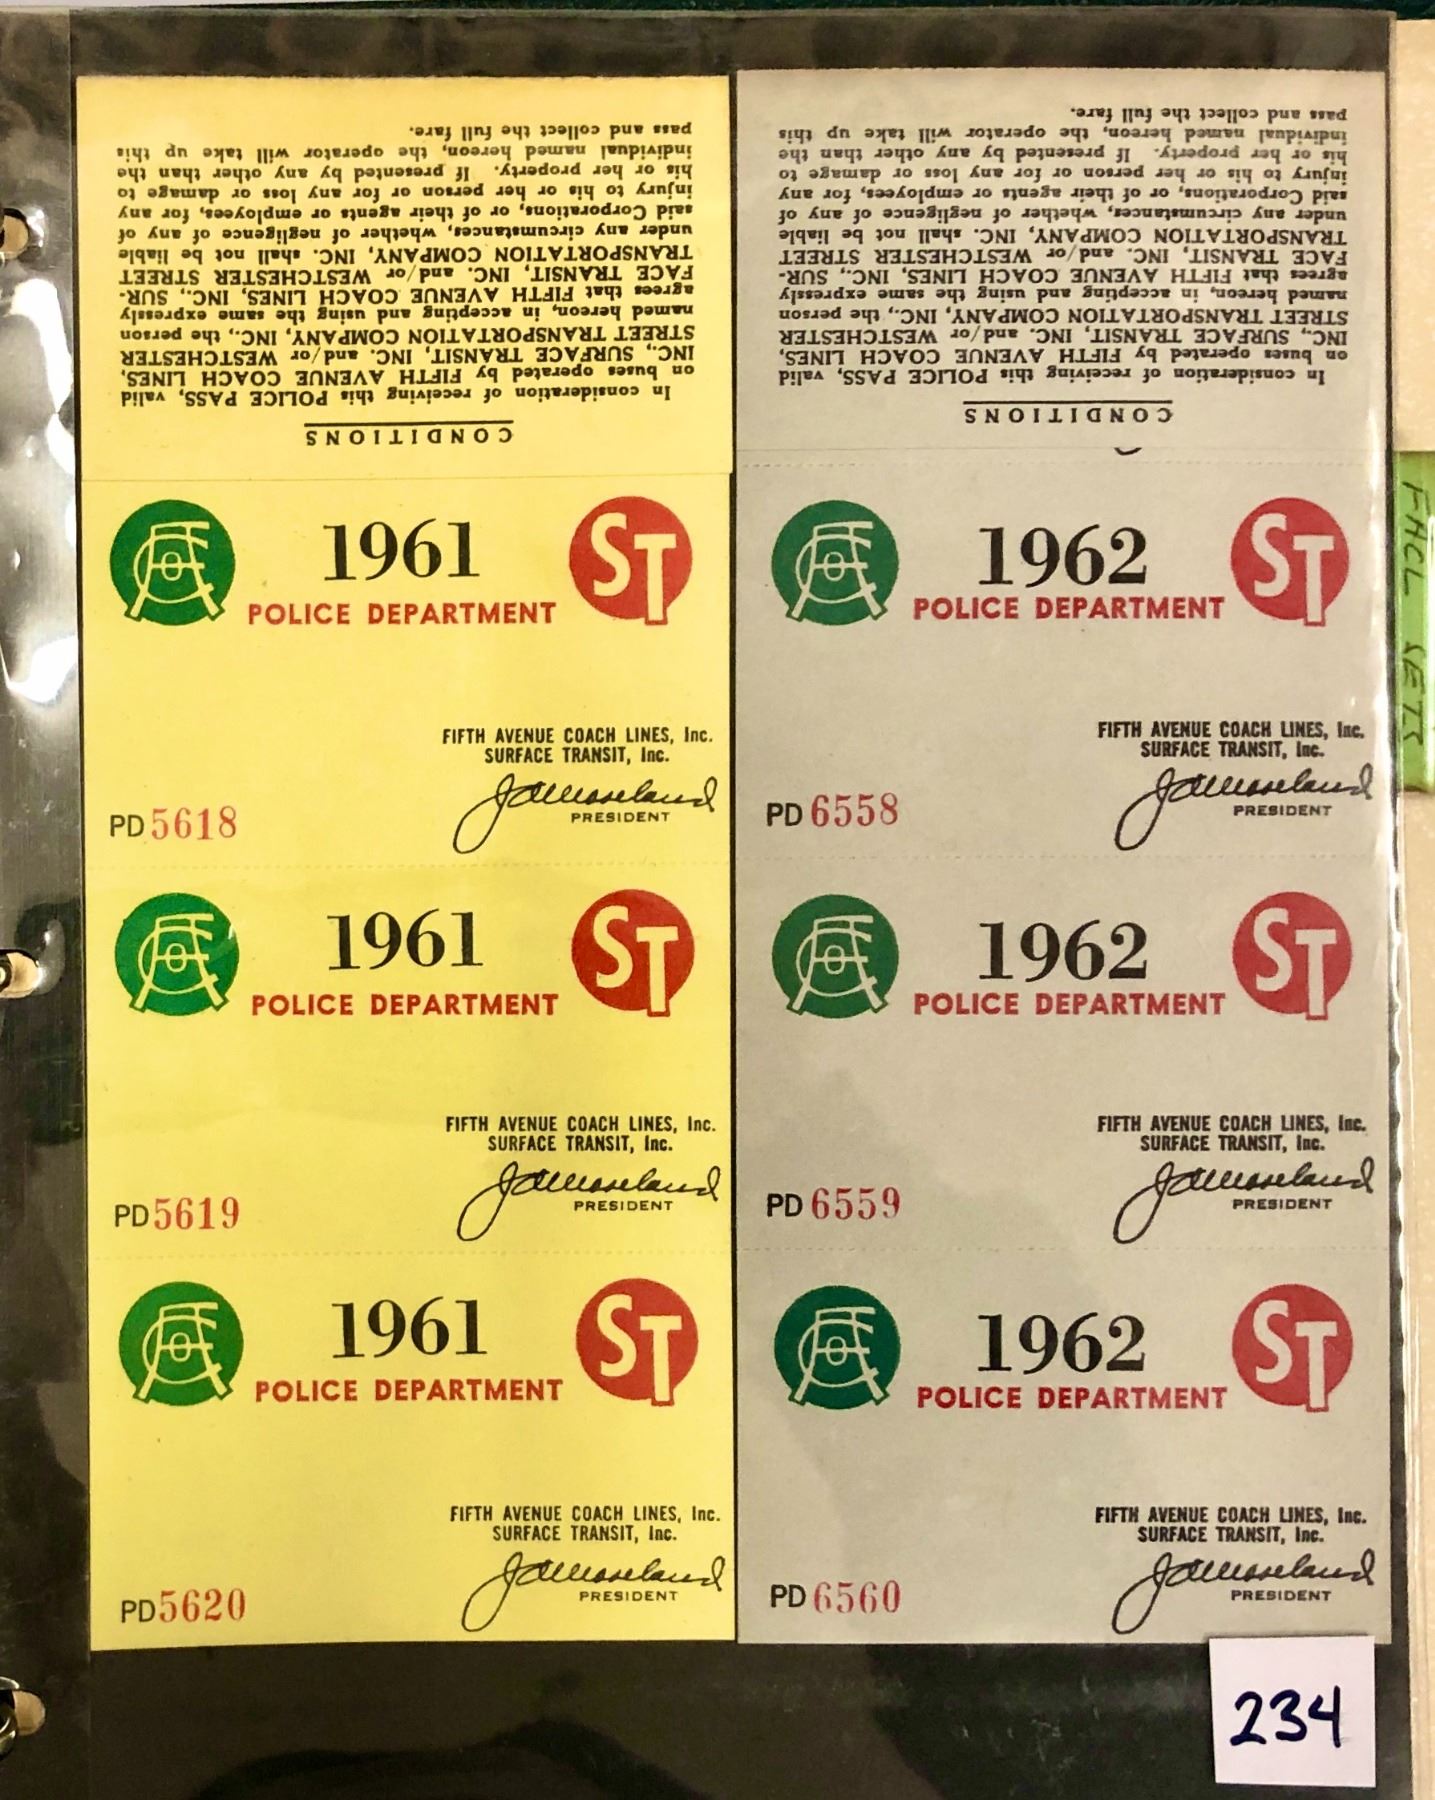 CONDITIONS
In consideration of receiving this POLICE PASS, valid
on buses operated by FIFTH AVENUE COACH LINES,
INC., SURFACE TRANSIT, INC. and/or WESTCHESTER
STREET TRANSPORTATION COMPANY, INC., the person
named hereon, in accepting and using the same expressly
agrees that FIFTH AVENUE COACH LINES, INC., SUR-
FACE TRANSIT, INC. and/or WESTCHESTER STREET
TRANSPORTATION COMPANY, INC. shall not be liable
under any circumstances, whether of negligence of any of
said Corporations, or of their agents or employees, for any
injury to his or her person or for any loss or damage to
his or her property. If presented by any other than the
individual named hereon, the operator will take up this
pass and collect the full fare.
1961
ST
POLICE DEPARTMENT
FIFTH AVENUE COACH LINES, Inc.
SURFACE TRANSIT, Inc.
PD 5618
PRESIDENT
1961
ST
POLICE DEPARTMENT
FIFTH AVENUE COACH LINES, Inc.
SURFACE TRANSIT, Inc.
PD 5619
PRESIDENT
1961
ST
POLICE DEPARTMENT
FIFTH AVENUE COACH LINES, Inc.
SURFACE TRANSIT, Inc.
PD 5620
PRESIDENT
CONDITIONS
In consideration of receiving this POLICE PASS, valid
on buses operated by FIFTH AVENUE COACH LINES,
INC., SURFACE TRANSIT, INC. and/or WESTCHESTER
STREET TRANSPORTATION COMPANY, INC., the person
named hereon, in accepting and using the same expressly
agrees that FIFTH AVENUE COACH LINES, INC., SUR-
FACE TRANSIT, INC. and/or WESTCHESTER STREET
TRANSPORTATION COMPANY, INC. shall not be liable
under any circumstances, whether of negligence of any of
said Corporations, or of their agents or employees, for any
injury to his or her person or for any loss or damage to
his or her property. If presented by any other than the
individual named hereon, the operator will take up this
pass and collect the full fare.
1962
ST
POLICE DEPARTMENT
FIFTH AVENUE COACH LINES, Inc.
SURFACE TRANSIT, Inc.
PD 6558
PRESIDENT
1962
ST
POLICE DEPARTMENT
FIFTH AVENUE COACH LINES, Inc.
SURFACE TRANSIT, Inc.
PD 6559
PRESIDENT
1962
ST
POLICE DEPARTMENT
FIFTH AVENUE COACH LINES, Inc.
SURFACE TRANSIT, Inc.
PD 6560
PRESIDENT
234